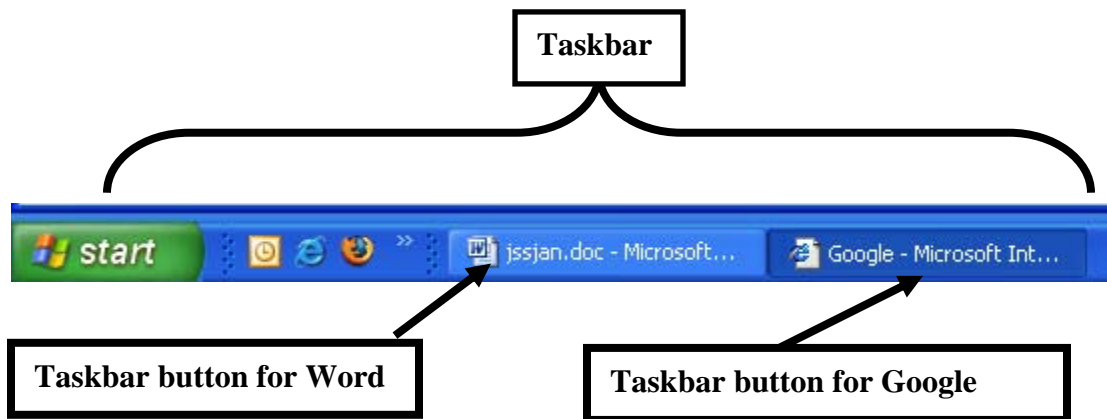 Taskbar
start » jssjan.doc - Microsoft... Google - Microsoft Int...
Taskbar button for Word
Taskbar button for Google